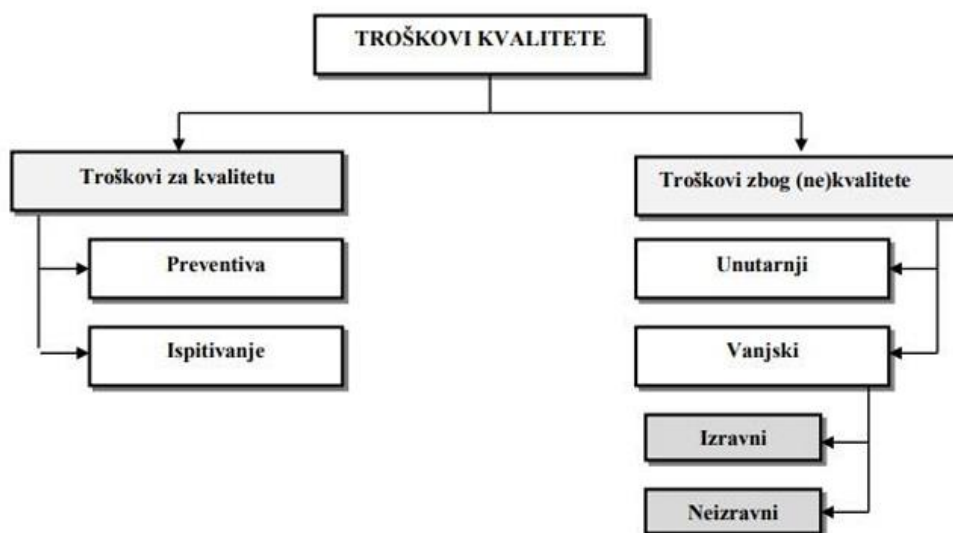 TROŠKOVI KVALITETE
Troškovi za kvalitetu
Troškovi zbog (ne)kvalitete
Preventiva
Unutarnji
Ispitivanje
Vanjski
Izravni
Neizravni